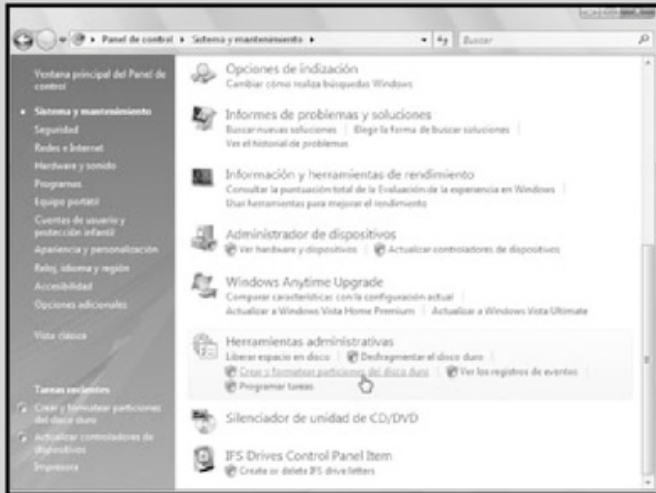 Panel de control ▸ Sistema y mantenimiento ▸
Buscar
Ventana principal del Panel de
control
Sistema y mantenimiento
Seguridad
Redes e Internet
Hardware y sonido
Programas
Equipo portátil
Cuentas de usuario y
protección infantil
Apariencia y personalización
Reloj, idioma y región
Accesibilidad
Opciones adicionales
Vista clásica
Tareas recientes
Crear y formatear particiones
del disco duro
Actualizar controladores de
dispositivos
Impresora
Opciones de indización
Cambiar cómo realiza búsquedas Windows
Informes de problemas y soluciones
Buscar nuevas soluciones | Elegir la forma de buscar soluciones |
Ver el historial de problemas
Información y herramientas de rendimiento
Consultar la puntuación total de la Evaluación de la experiencia en Windows |
Usar herramientas para mejorar el rendimiento
Administrador de dispositivos
Ver hardware y dispositivos | Actualizar controladores de dispositivos
Windows Anytime Upgrade
Comparar características con la configuración actual |
Actualizar a Windows Vista Home Premium | Actualizar a Windows Vista Ultimate
Herramientas administrativas
Liberar espacio en disco | Desfragmentar el disco duro |
Crear y formatear particiones del disco duro | Ver los registros de eventos |
Programar tareas
Silenciador de unidad de CD/DVD
IFS Drives Control Panel Item
Create or delete IFS drive letters